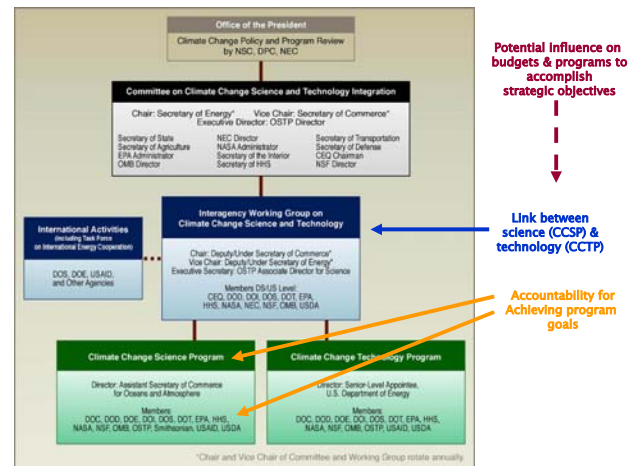 Office of the President
Climate Change Policy and Program Review
by NSC, DPC, NEC
Potential influence on
budgets & programs to
accomplish
strategic objectives
Committee on Climate Change Science and Technology Integration
Chair: Secretary of Energy* Vice Chair: Secretary of Commerce*
Executive Director: OSTP Director
Secretary of State NEC Director Secretary of Transportation
Secretary of Agriculture NASA Administrator Secretary of Defense
EPA Administrator Secretary of the Interior CEQ Chairman
OMB Director Secretary of HHS NSF Director
Interagency Working Group on
Climate Change Science and Technology
Chair: Deputy/Under Secretary of Commerce*
Vice Chair: Deputy/Under Secretary of Energy*
Executive Secretary: OSTP Associate Director for Science
Members DS/US Level:
CEQ, DOD, DOI, DOS, DOT, EPA,
HHS, NASA, NEC, NSF, OMB, USDA
Link between
science (CCSP) &
technology (CCTP)
International Activities
(Including Task Force
on International Energy Cooperation)
DOS, DOE, USAID,
and Other Agencies
Accountability for
Achieving program
goals
Climate Change Science Program
Director: Assistant Secretary of Commerce
for Oceans and Atmosphere
Members:
DOC, DOD, DOE, DOI, DOS, DOT, EPA, HHS,
NASA, NSF, OMB, OSTP, Smithsonian, USAID, USDA
Climate Change Technology Program
Director: Senior-Level Appointee,
U.S. Department of Energy
Members:
DOC, DOD, DOE, DOI, DOS, DOT, EPA, HHS,
NASA, NSF, OMB, OSTP, USAID, USDA
*Chair and Vice Chair of Committee and Working Group rotate annually.